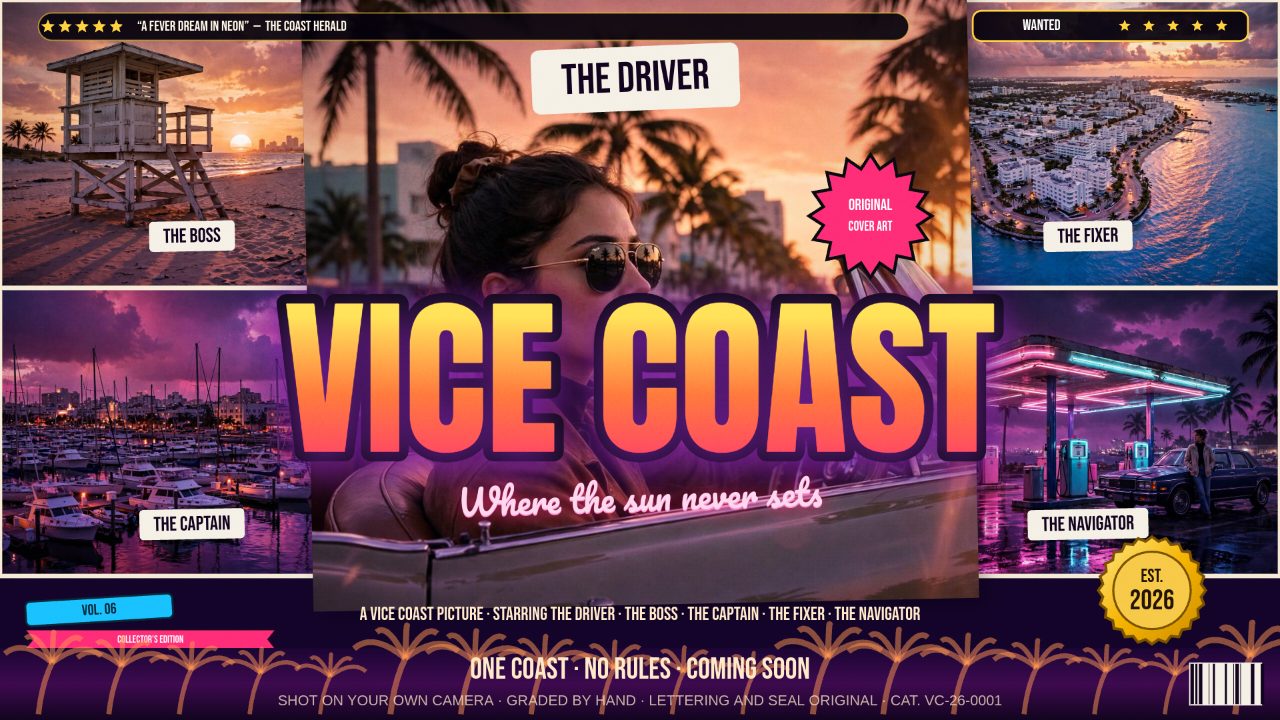 "A FEVER DREAM IN NEON" — THE COAST HERALD
WANTED
THE DRIVER
ORIGINAL
COVER ART
THE BOSS
THE FIXER
VICE COAST
Where the sun never sets
THE CAPTAIN
THE NAVIGATOR
EST.
2026
VOL. 06
COLLECTOR'S EDITION
A VICE COAST PICTURE · STARRING THE DRIVER · THE BOSS · THE CAPTAIN · THE FIXER · THE NAVIGATOR
ONE COAST · NO RULES · COMING SOON
SHOT ON YOUR OWN CAMERA · GRADED BY HAND · LETTERING AND SEAL ORIGINAL · CAT. VC-26-0001